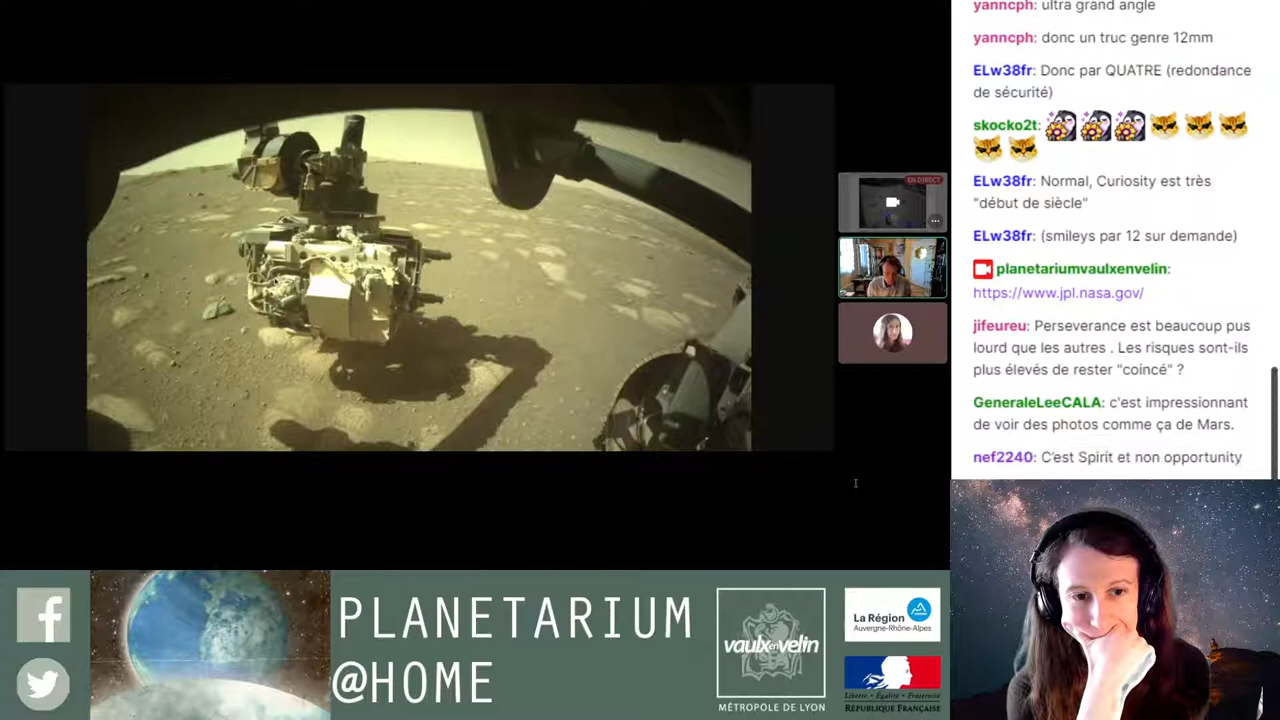 yanncph: ultra grand angle
yanncph: donc un truc genre 12mm
ELw38fr: Donc par QUATRE (redondance
de sécurité)
skocko2t:
ELw38fr: Normal, Curiosity est très
"début de siècle"
ELw38fr: (smileys par 12 sur demande)
planetariumvaulxenvelin:
https://www.jpl.nasa.gov/
jifeureu: Perseverance est beaucoup pus
lourd que les autres . Les risques sont-ils
plus élevés de rester "coincé" ?
GeneraleLeeCALA: c'est impressionnant
de voir des photos comme ça de Mars.
nef2240: C'est Spirit et non opportunity
EN DIRECT
PLANETARIUM
@HOME
vaulxenvelin
MÉTROPOLE DE LYON
La Région
Auvergne-Rhône-Alpes
Liberté • Égalité • Fraternité
RÉPUBLIQUE FRANÇAISE